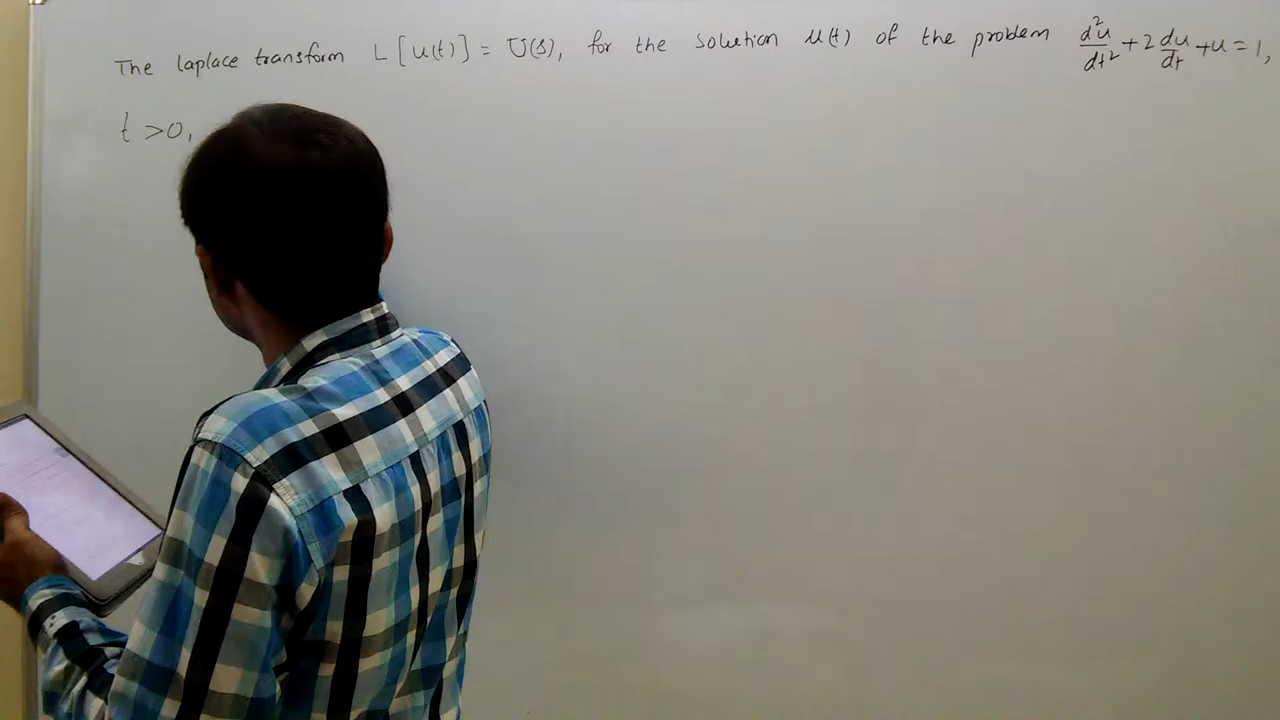 The laplace transform L[u(t)] = U(s), for the solution u(t) of the problem d²u/dt² + 2 du/dt + u = 1,
t > 0,